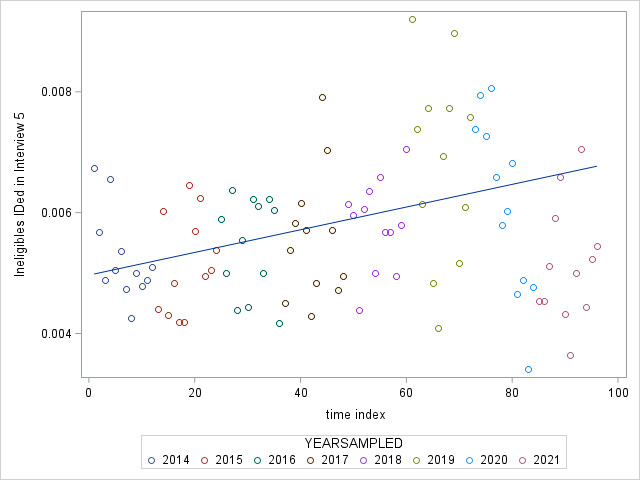 Ineligibles IDed in Interview 5
0.008
0.006
0.004
0 20 40 60 80 100
time index
YEARSAMPLED
2014 2015 2016 2017 2018 2019 2020 2021